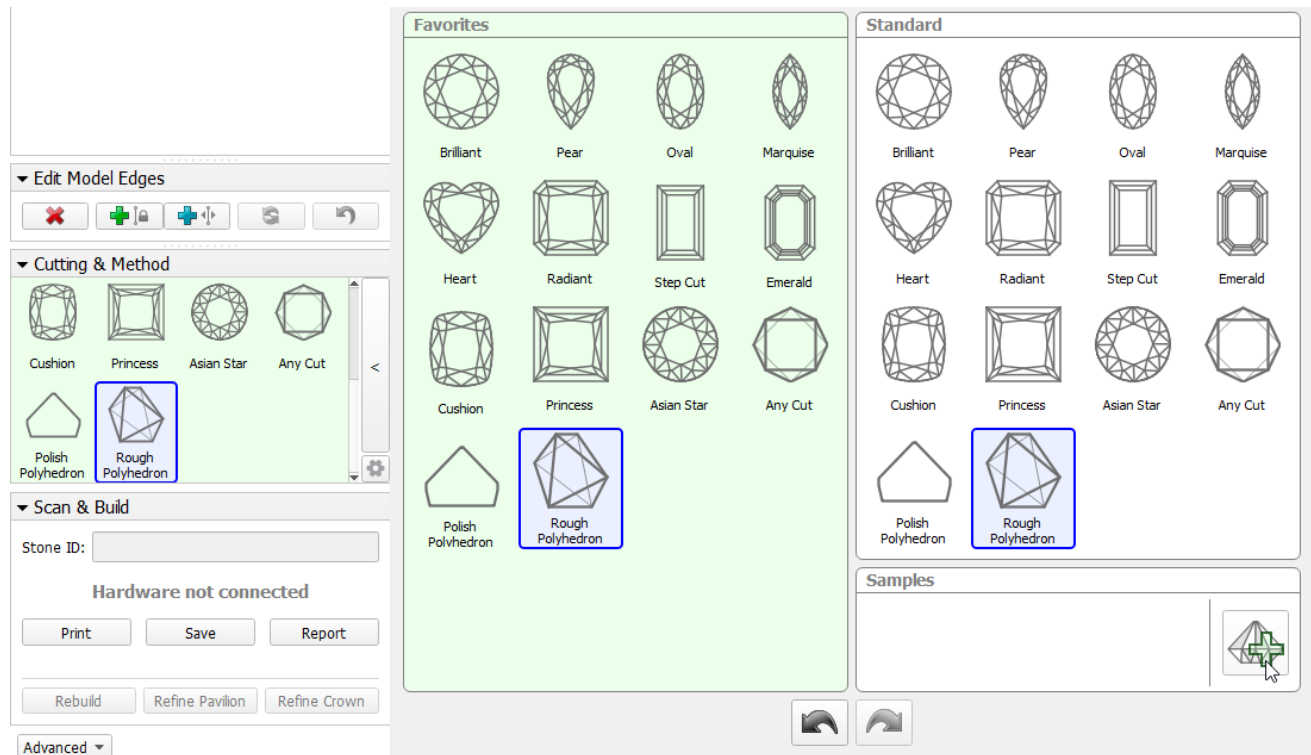 Edit Model Edges
Cutting & Method
Cushion Princess Asian Star Any Cut
<
Polish Rough
Polyhedron Polyhedron
Scan & Build
Stone ID:
Hardware not connected
Print Save Report
Rebuild Refine Pavilion Refine Crown
Advanced
Favorites
Brilliant Pear Oval Marquise
Heart Radiant Step Cut Emerald
Cushion Princess Asian Star Any Cut
Polish Rough
Polyhedron Polyhedron
Standard
Brilliant Pear Oval Marquise
Heart Radiant Step Cut Emerald
Cushion Princess Asian Star Any Cut
Polish Rough
Polyhedron Polyhedron
Samples